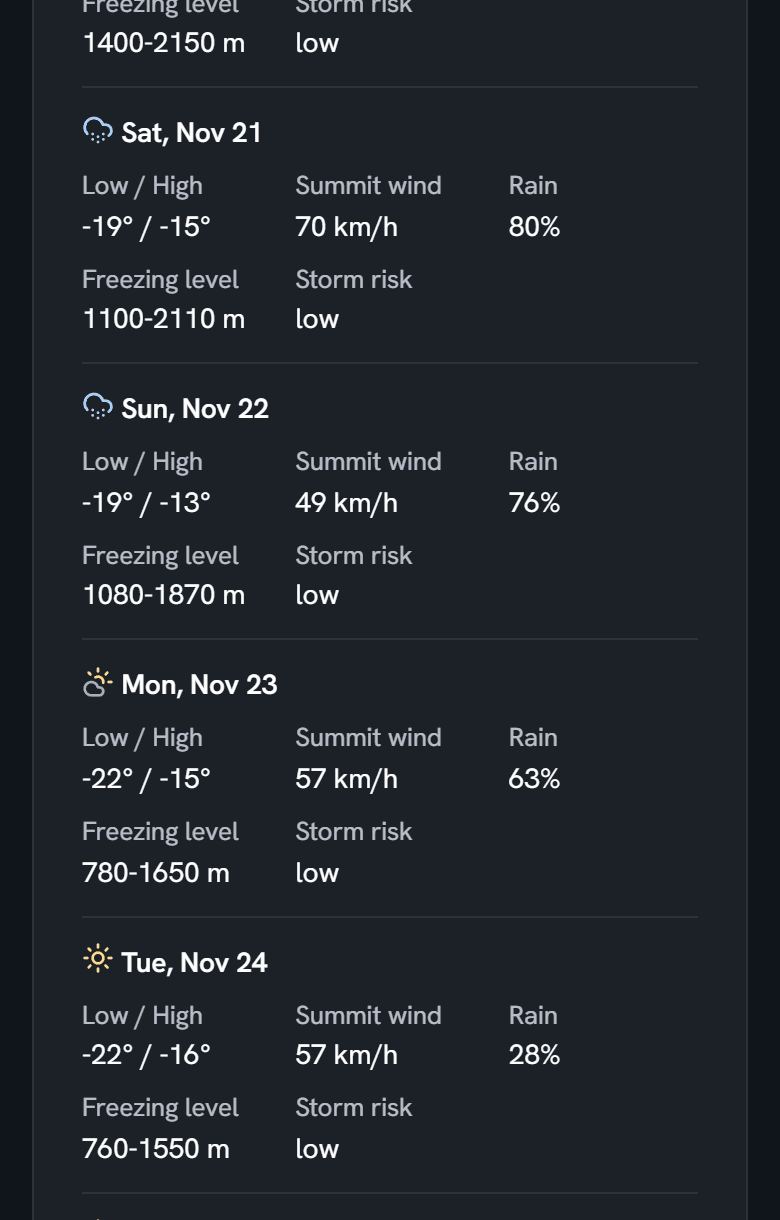 Freezing level Storm risk
1400-2150 m low
Sat, Nov 21
Low / High Summit wind Rain
-19° / -15° 70 km/h 80%
Freezing level Storm risk
1100-2110 m low
Sun, Nov 22
Low / High Summit wind Rain
-19° / -13° 49 km/h 76%
Freezing level Storm risk
1080-1870 m low
Mon, Nov 23
Low / High Summit wind Rain
-22° / -15° 57 km/h 63%
Freezing level Storm risk
780-1650 m low
Tue, Nov 24
Low / High Summit wind Rain
-22° / -16° 57 km/h 28%
Freezing level Storm risk
760-1550 m low